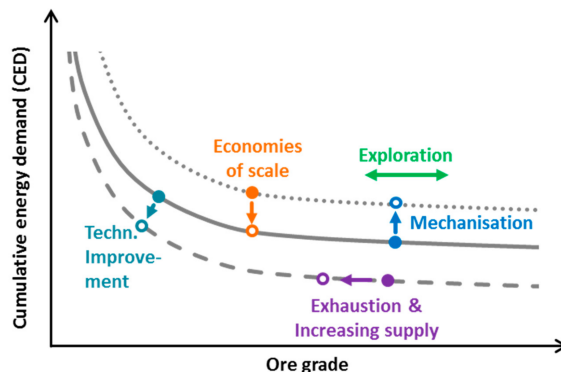 Cumulative energy demand (CED)
Economies
of scale
Exploration
Mechanisation
Techn.
Improve-
ment
Exhaustion &
Increasing supply
Ore grade